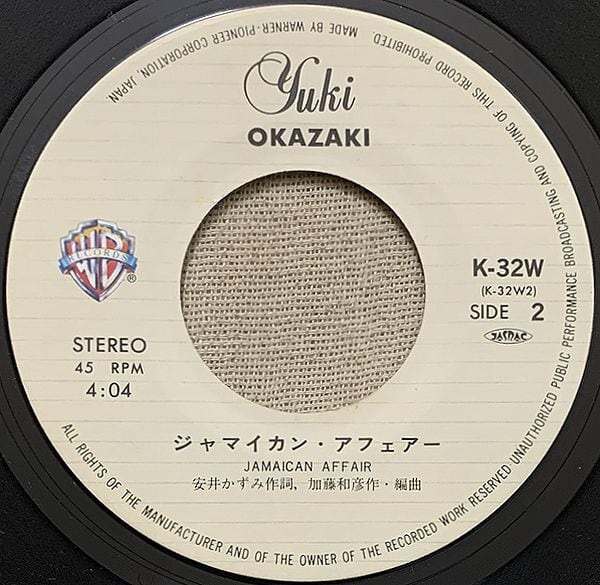 Yuki
OKAZAKI
W RECORDS B
®
K-32W
(K-32W2)
SIDE 2
JASRAC
STEREO
45 RPM
4:04
ジャマイカン・アフェアー
JAMAICAN AFFAIR
安井かずみ作詞, 加藤和彦作・編曲
ALL RIGHTS OF THE MANUFACTURER AND OF THE OWNER OF THE RECORDED WORK RESERVED UNAUTHORIZED PUBLIC PERFORMANCE BROADCASTING AND COPYING OF THIS RECORD PROHIBITED. MADE BY WARNER-PIONEER CORPORATION, JAPAN.